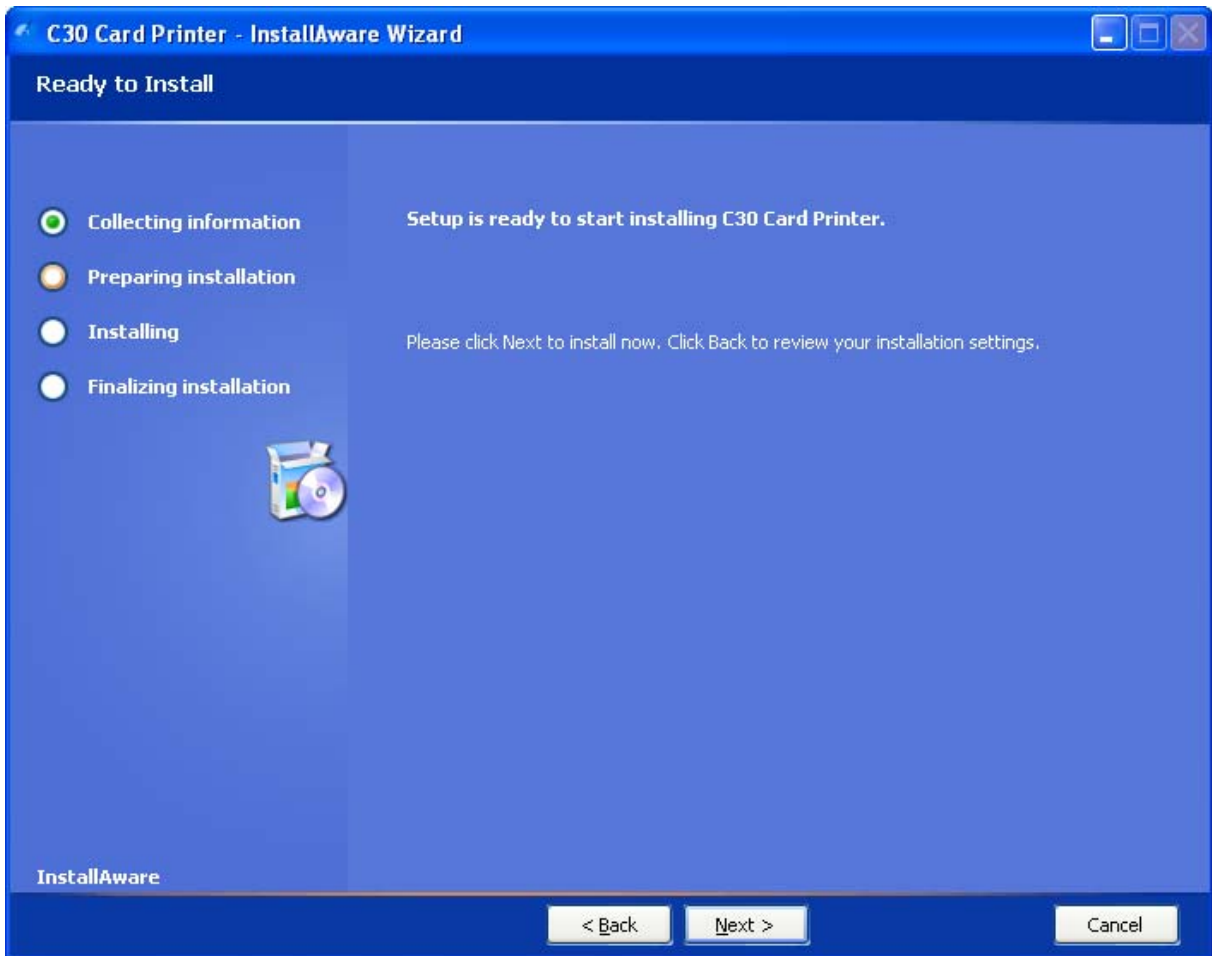 C30 Card Printer - InstallAware Wizard
Ready to Install
Collecting information
Preparing installation
Installing
Finalizing installation
Setup is ready to start installing C30 Card Printer.
Please click Next to install now. Click Back to review your installation settings.
InstallAware
< Back
Next >
Cancel